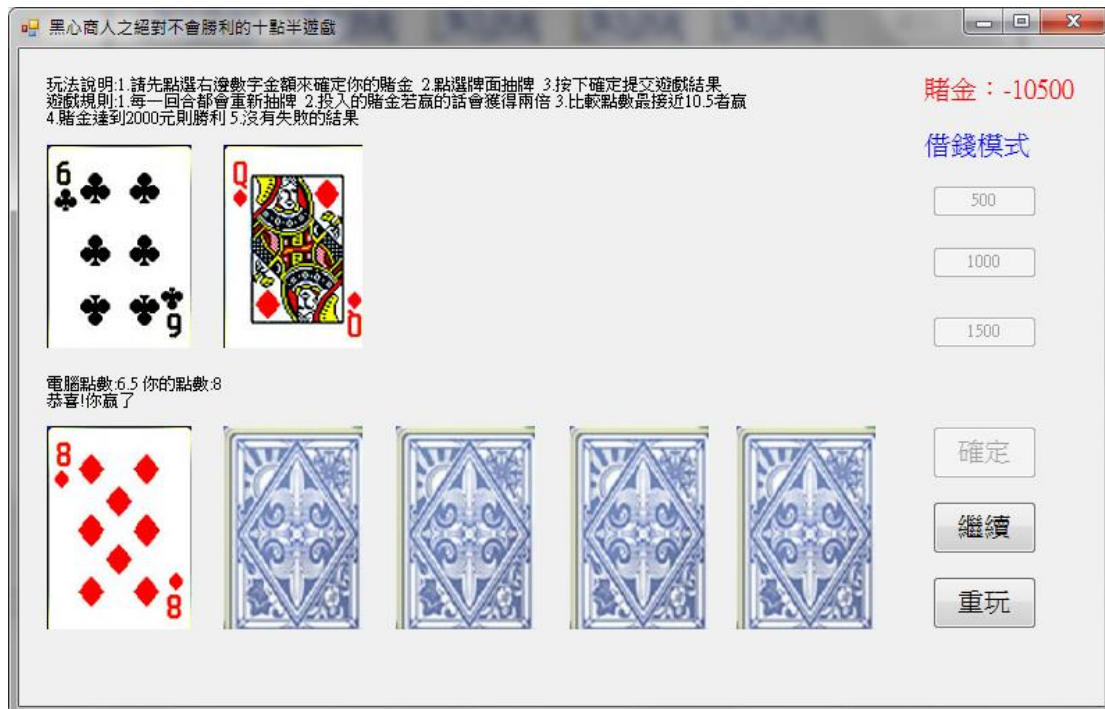 黑心商人之絕對不會勝利的十點半遊戲
玩法說明:1.請先點選右邊數字金額來確定你的賭金 2.點選牌面抽牌 3.按下確定提交遊戲結果
遊戲規則:1.每一回合都會重新抽牌 2.投入的賭金若贏的話會獲得兩倍 3.比較點數最接近10.5者贏
4.賭金達到2000元則勝利 5.沒有失敗的結果
賭金：-10500
借錢模式
500
1000
1500
6
6
Q
Q
電腦點數:6.5 你的點數:8
恭喜!你贏了
8
8
確定
繼續
重玩